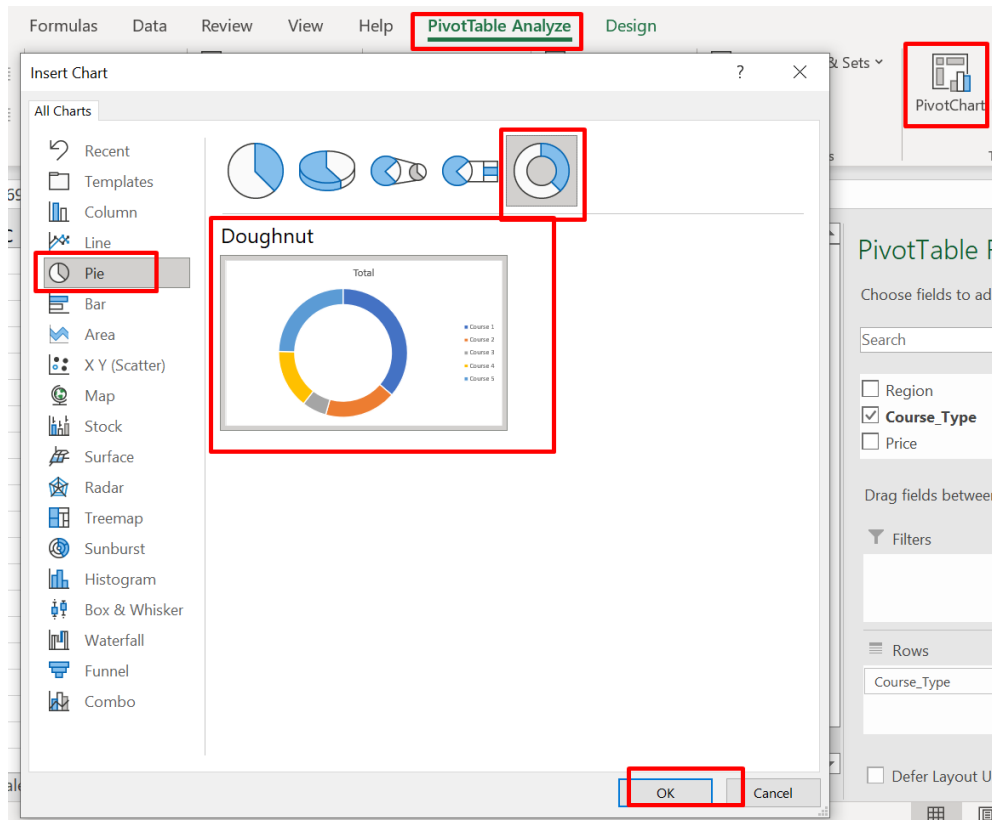 Formulas Data Review View Help PivotTable Analyze Design
Insert Chart ?
& Sets
PivotChart
All Charts
Recent
Templates
Column
Line
Pie
Bar
Area
X Y (Scatter)
Map
Stock
Surface
Radar
Treemap
Sunburst
Histogram
Box & Whisker
Waterfall
Funnel
Combo
Doughnut
Total
Course 1
Course 2
Course 3
Course 4
Course 5
OK Cancel
PivotTable F
Choose fields to ad
Search
Region
Course_Type
Price
Drag fields between
Filters
Rows
Course_Type
Defer Layout U